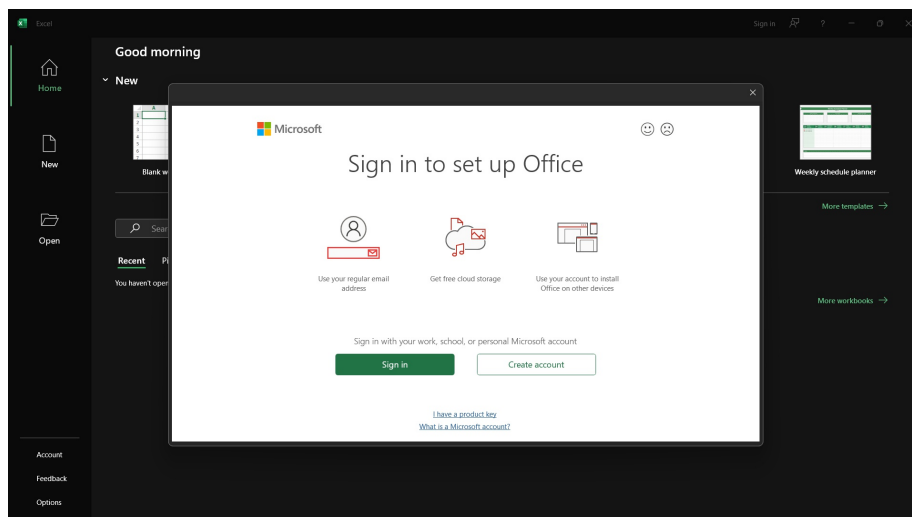 Excel
Sign in
?
Home
New
Open
Account
Feedback
Options
Good morning
New
Blank
Weekly schedule planner
More templates
Recent
You haven't
More workbooks
Microsoft
Sign in to set up Office
Use your regular email
address
Get free cloud storage
Use your account to install
Office on other devices
Sign in with your work, school, or personal Microsoft account
Sign in
Create account
I have a product key
What is a Microsoft account?